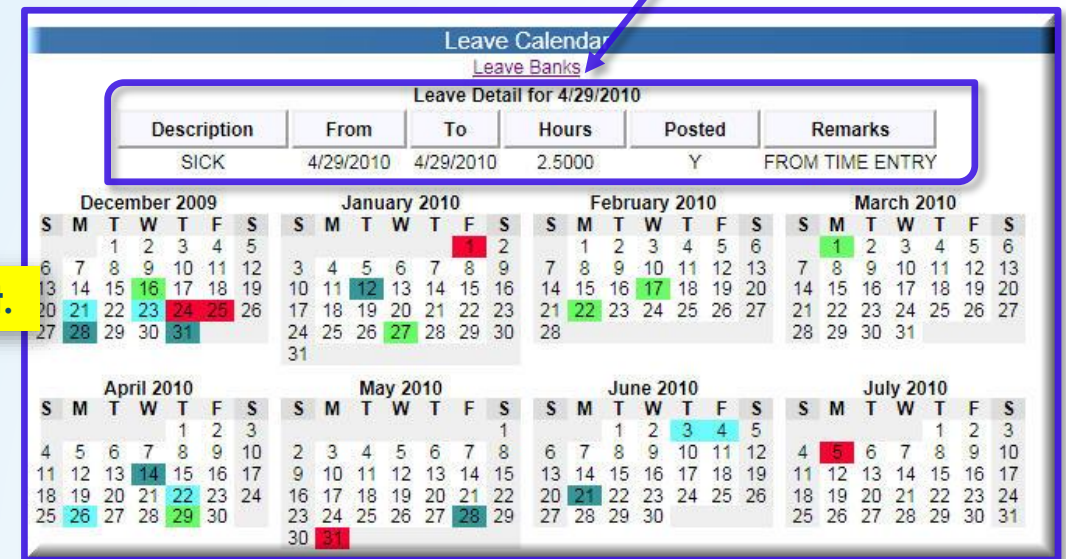 Leave Calendar
Leave Banks
Leave Detail for 4/29/2010
Description From To Hours Posted Remarks
SICK 4/29/2010 4/29/2010 2.5000 Y FROM TIME ENTRY
December 2009 January 2010 February 2010 March 2010
S M T W T F S S M T W T F S S M T W T F S S M T W T F S
1 2 3 4 5 1 2 1 2 3 4 5 6 1 2 3 4 5 6
6 7 8 9 10 11 12 3 4 5 6 7 8 9 7 8 9 10 11 12 13 7 8 9 10 11 12 13
13 14 15 16 17 18 19 10 11 12 13 14 15 16 14 15 16 17 18 19 20 14 15 16 17 18 19 20
20 21 22 23 24 25 26 17 18 19 20 21 22 23 21 22 23 24 25 26 27 21 22 23 24 25 26 27
27 28 29 30 31 24 25 26 27 28 29 30 28 28 29 30 31
31
April 2010 May 2010 June 2010 July 2010
S M T W T F S S M T W T F S S M T W T F S S M T W T F S
1 2 3 1 1 2 3 4 5 1 2 3
4 5 6 7 8 9 10 2 3 4 5 6 7 8 6 7 8 9 10 11 12 4 5 6 7 8 9 10
11 12 13 14 15 16 17 9 10 11 12 13 14 15 13 14 15 16 17 18 19 11 12 13 14 15 16 17
18 19 20 21 22 23 24 16 17 18 19 20 21 22 20 21 22 23 24 25 26 18 19 20 21 22 23 24
25 26 27 28 29 30 23 24 25 26 27 28 29 27 28 29 30 25 26 27 28 29 30 31
30 31